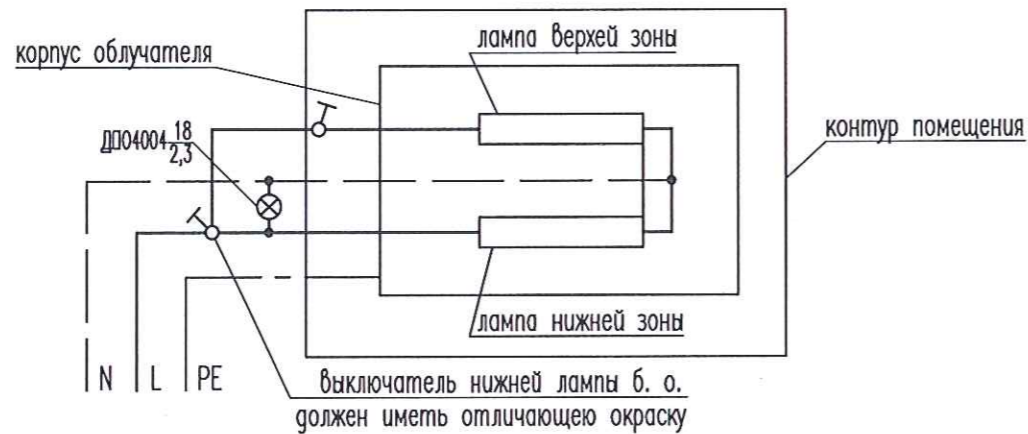 лампа верхей зоны
корпус облучателя
контур помещения
ДПО4004 18
2,3
лампа нижней зоны
N L PE
выключатель нижней лампы б. о.
должен иметь отличающею окраску